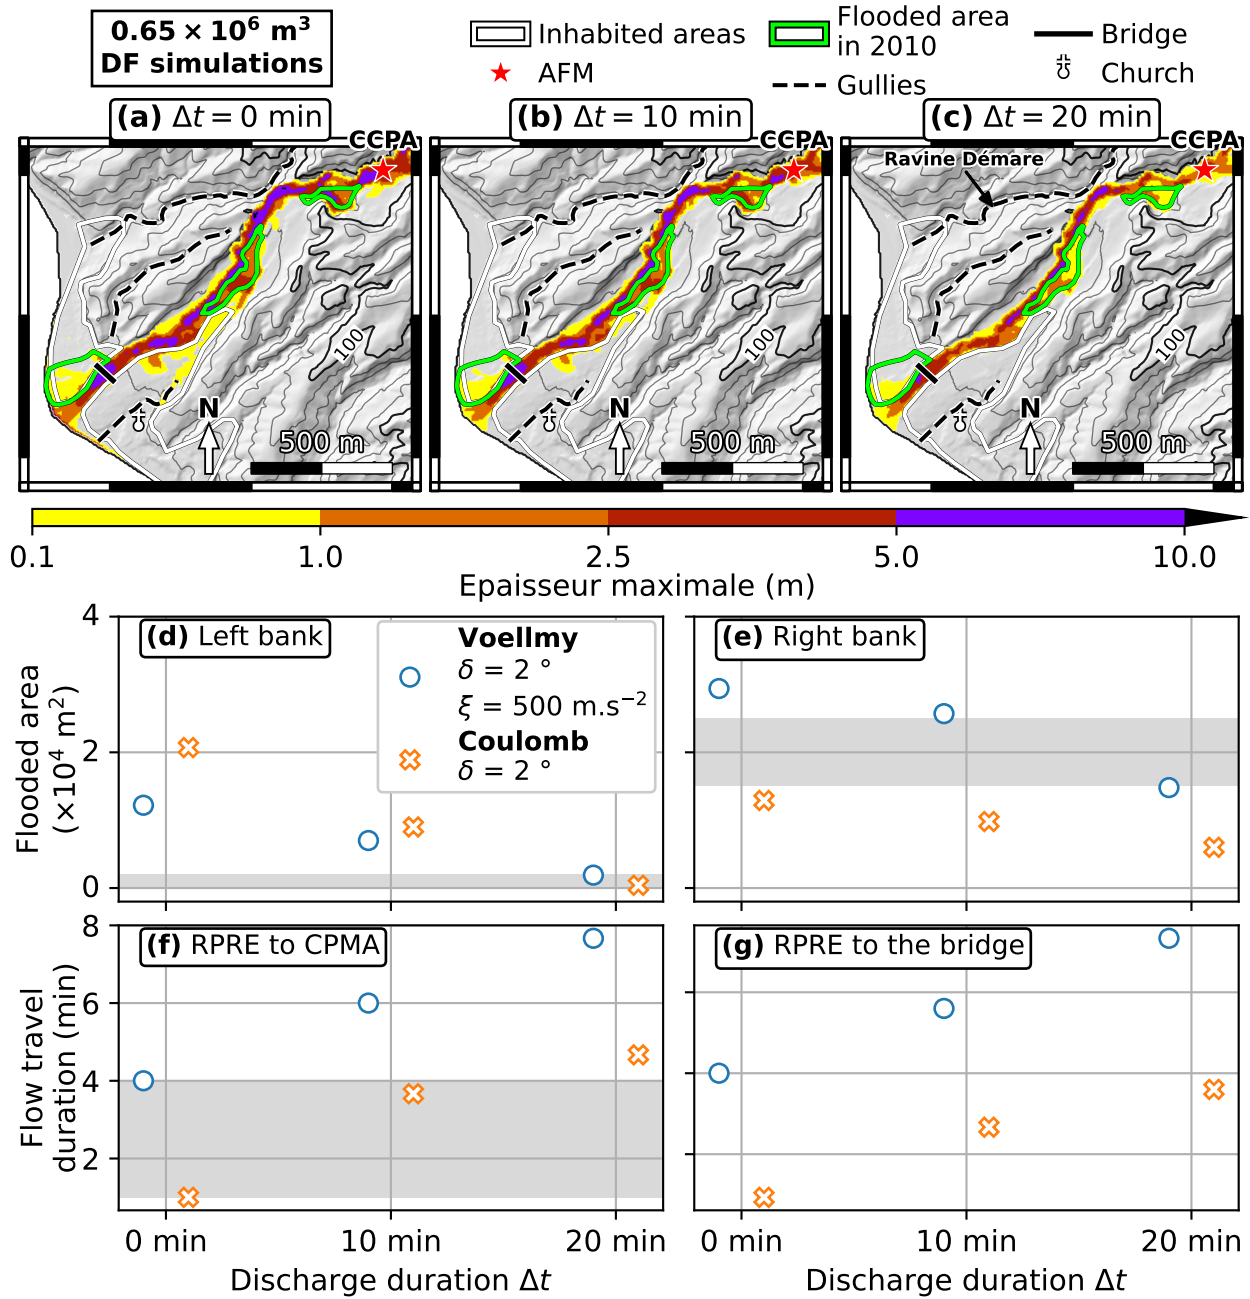 0.65 × 10⁶ m³
DF simulations
Inhabited areas
AFM
Flooded area
in 2010
Gullies
Bridge
Church
(a) Δt = 0 min
(b) Δt = 10 min
(c) Δt = 20 min
CCPA
CCPA
CCPA
Ravine Démare
100
100
100
N
N
N
500 m
500 m
500 m
0.1 1.0 2.5 5.0 10.0
Epaisseur maximale (m)
(d) Left bank
Voellmy
δ = 2 °
ξ = 500 m.s⁻²
Coulomb
δ = 2 °
(e) Right bank
4
2
0
Flooded area
(×10⁴ m²)
(f) RPRE to CPMA
(g) RPRE to the bridge
8
6
4
2
Flow travel
duration (min)
0 min 10 min 20 min
0 min 10 min 20 min
Discharge duration Δt
Discharge duration Δt